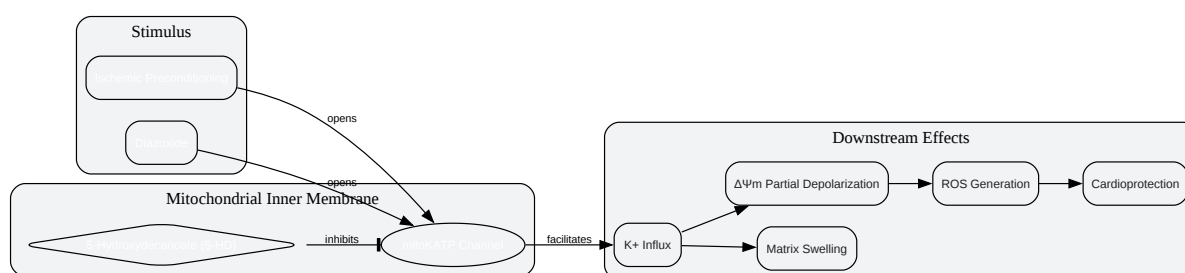 Stimulus
Ischemic Preconditioning
opens
Diazoxide
opens
Mitochondrial Inner Membrane
5-Hydroxydecanoate (5-HD)
inhibits
mitoKATP Channel
facilitates
Downstream Effects
ΔΨm Partial Depolarization
ROS Generation
Cardioprotection
K+ Influx
Matrix Swelling